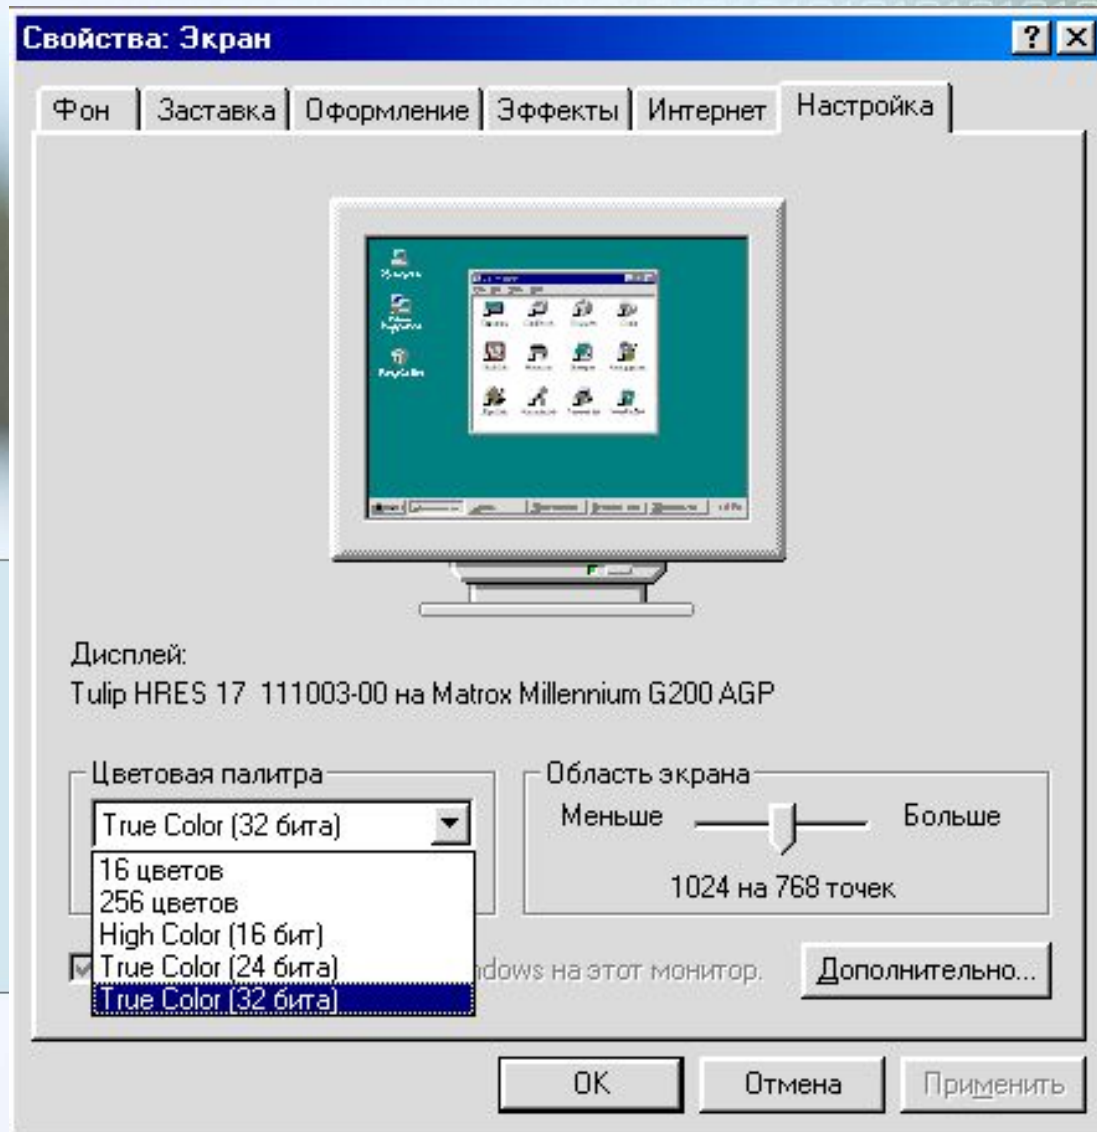 Свойства: Экран
Фон Заставка Оформление Эффекты Интернет Настройка
Дисплей:
Tulip HRES 17 111003-00 на Matrox Millennium G200 AGP
Цветовая палитра
True Color (32 бита)
16 цветов
256 цветов
High Color (16 бит)
True Color (24 бита)
True Color (32 бита)
Область экрана
Меньше Больше
1024 на 768 точек
на этот монитор.
Дополнительно...
OK Отмена Применить